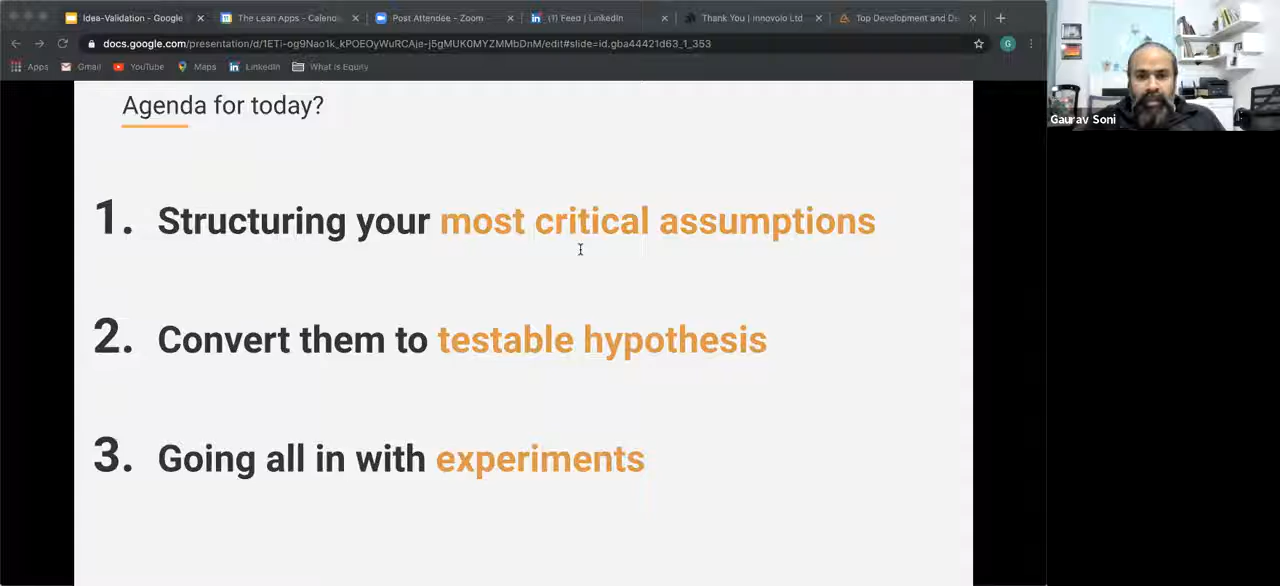 Idea-Validation - Google
The Lean Apps - Calend
Post Attendee - Zoom
(1) Feed | LinkedIn
Thank You | Innovolo Ltd
Top Development and De
docs.google.com/presentation/d/1ETi-og9Nao1k_kPOEOyWuRCAje-j5gMUK0MYZMMbDnM/edit#slide=id.gba44421d63_1_353
G
Apps
Gmail
YouTube
Maps
LinkedIn
What is Equity
Agenda for today?
1. Structuring your most critical assumptions
2. Convert them to testable hypothesis
3. Going all in with experiments
Gaurav Soni